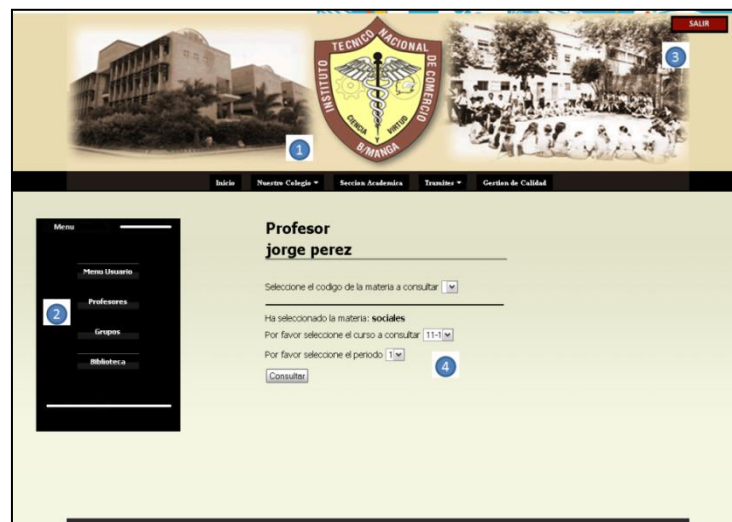 SALIR
3
INSTITUTO TECNICO NACIONAL DE COMERCIO
CIENCIA Y VIRTUD
B/MANGA
1
Inicio Nuestro Colegio Seccion Academica Tramites Gestion de Calidad
Menu
Menu Usuario
Profesores
2
Grupos
Biblioteca
Profesor
jorge perez
Seleccione el codigo de la materia a consultar
Ha seleccionado la materia: sociales
Por favor seleccione el curso a consultar 11-1
Por favor seleccione el periodo 1
4
Consultar